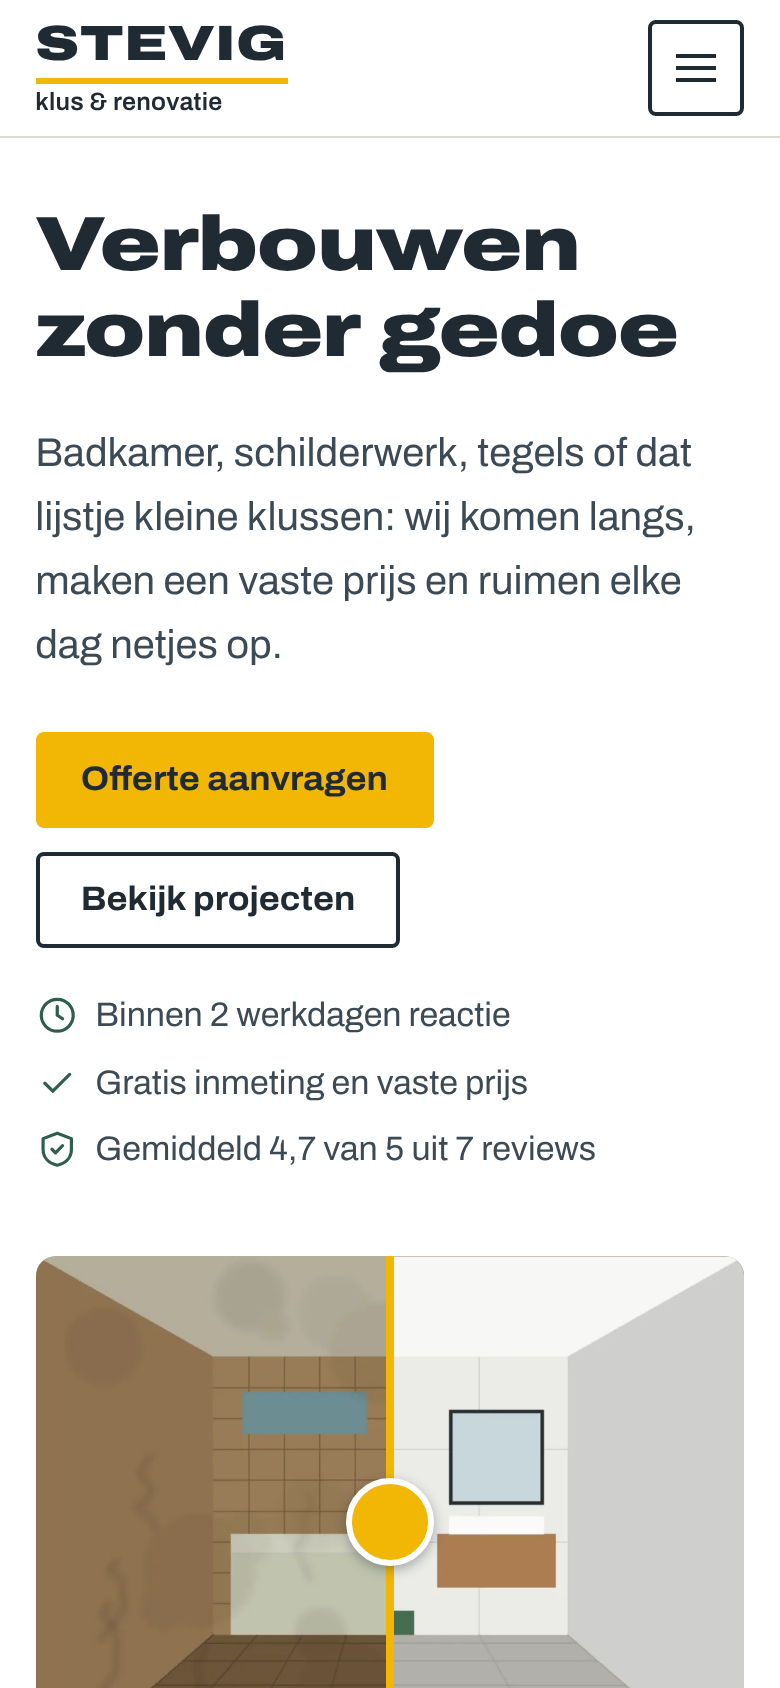 STEVIG
klus & renovatie
Verbouwen
zonder gedoe
Badkamer, schilderwerk, tegels of dat
lijstje kleine klussen: wij komen langs,
maken een vaste prijs en ruimen elke
dag netjes op.
Offerte aanvragen
Bekijk projecten
Binnen 2 werkdagen reactie
Gratis inmeting en vaste prijs
Gemiddeld 4,7 van 5 uit 7 reviews